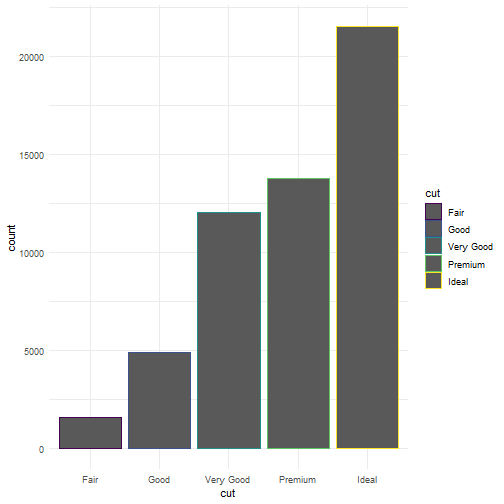 20000
15000
10000
5000
0
count
Fair Good Very Good Premium Ideal
cut
cut
Fair
Good
Very Good
Premium
Ideal